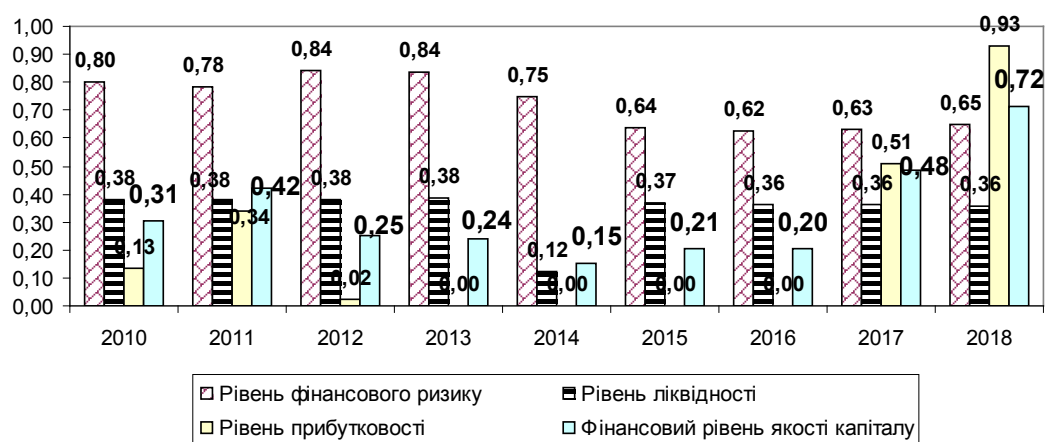 1,00
0,90
0,80
0,70
0,60
0,50
0,40
0,30
0,20
0,10
0,00
0,80 0,38 0,13 0,31
0,78 0,38 0,34 0,42
0,84 0,38 0,02 0,25
0,84 0,38 0,00 0,24
0,75 0,12 0,00 0,15
0,64 0,37 0,00 0,21
0,62 0,36 0,00 0,20
0,63 0,36 0,51 0,48
0,65 0,36 0,93 0,72
2010 2011 2012 2013 2014 2015 2016 2017 2018
Рівень фінансового ризику Рівень ліквідності
Рівень прибутковості Фінансовий рівень якості капіталу